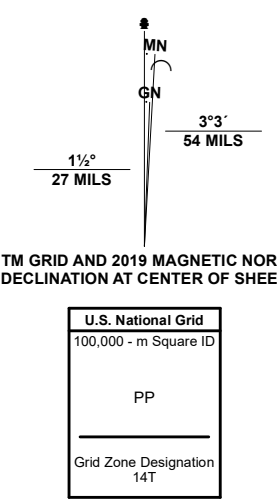 MN
GN
3°3´
54 MILS
1½°
27 MILS
TM GRID AND 2019 MAGNETIC NOR
DECLINATION AT CENTER OF SHEE
U.S. National Grid
100,000 - m Square ID
PP
Grid Zone Designation
14T